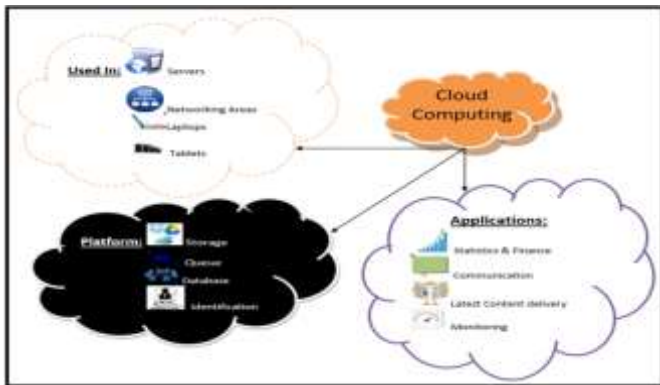 Used In:
Servers
Networking Areas
Laptops
Tablets
Cloud
Computing
Platform:
Storage
Queue
Database
Identification
Applications:
Statistics & Finance
Communication
Latest Content delivery
Monitoring